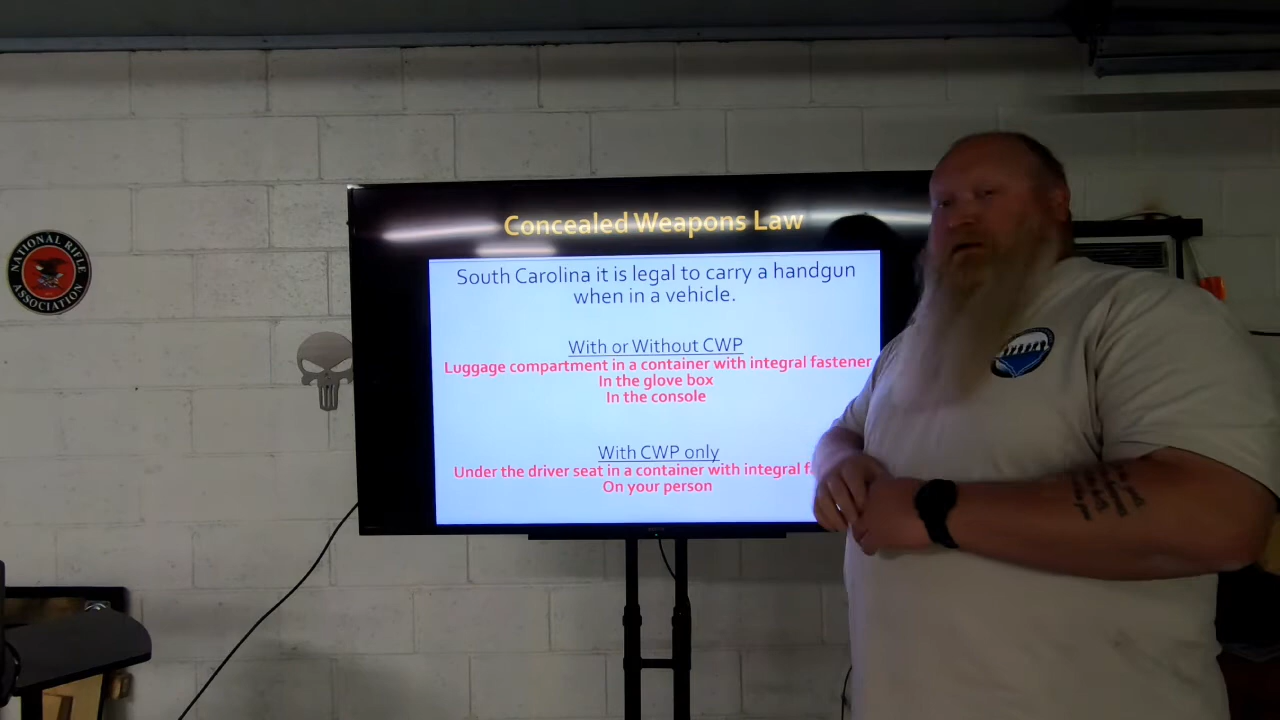 NATIONAL RIFLE
ASSOCIATION
Concealed Weapons Law
South Carolina it is legal to carry a handgun
when in a vehicle.
With or Without CWP
Luggage compartment in a container with integral fastener
In the glove box
In the console
With CWP only
Under the driver seat in a container with integral f
On your person